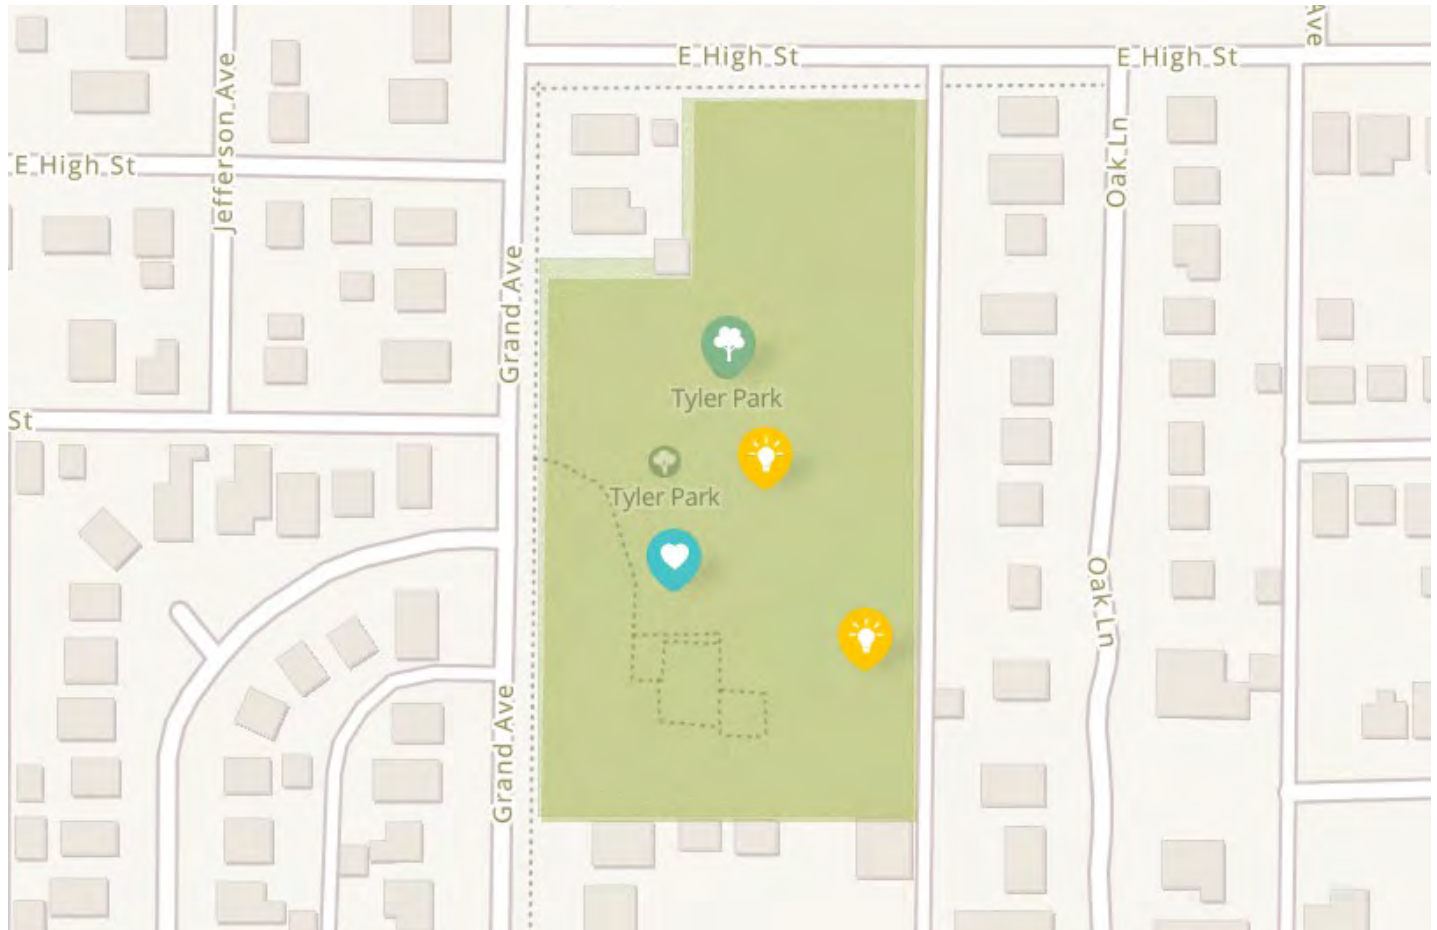 Ave
E High St
E High St
Jefferson Ave
Oak Ln
E High St
Grand Ave
Tyler Park
St
Tyler Park
Oak Ln
Grand Ave